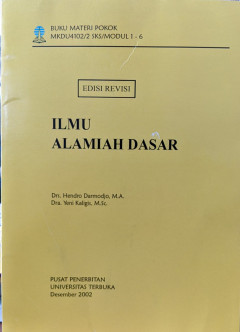 BUKU MATERI POKOK
MKDU4102/2 SKS/MODUL 1 - 6
EDISI REVISI
ILMU
ALAMIAH DASAR
Drs. Hendro Darmodjo, M.A.
Dra. Yeni Kaligis, M.Sc.
PUSAT PENERBITAN
UNIVERSITAS TERBUKA
Desember 2002